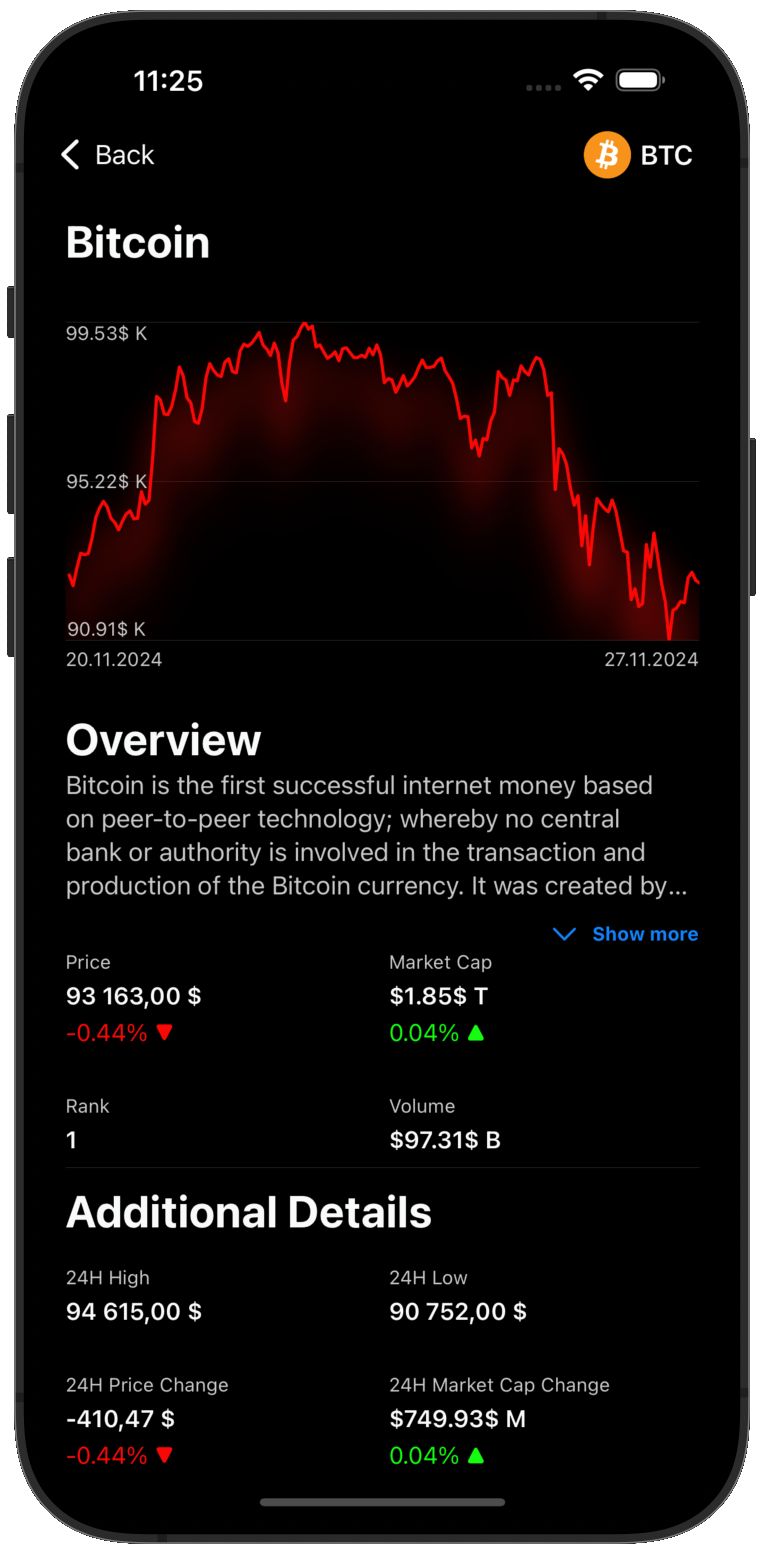 11:25
Back
BTC
Bitcoin
99.53$ K
95.22$ K
90.91$ K
20.11.2024 27.11.2024
Overview
Bitcoin is the first successful internet money based
on peer-to-peer technology; whereby no central
bank or authority is involved in the transaction and
production of the Bitcoin currency. It was created by...
Show more
Price Market Cap
93 163,00 $ $1.85$ T
-0.44% 0.04%
Rank Volume
1 $97.31$ B
Additional Details
24H High 24H Low
94 615,00 $ 90 752,00 $
24H Price Change 24H Market Cap Change
-410,47 $ $749.93$ M
-0.44% 0.04%